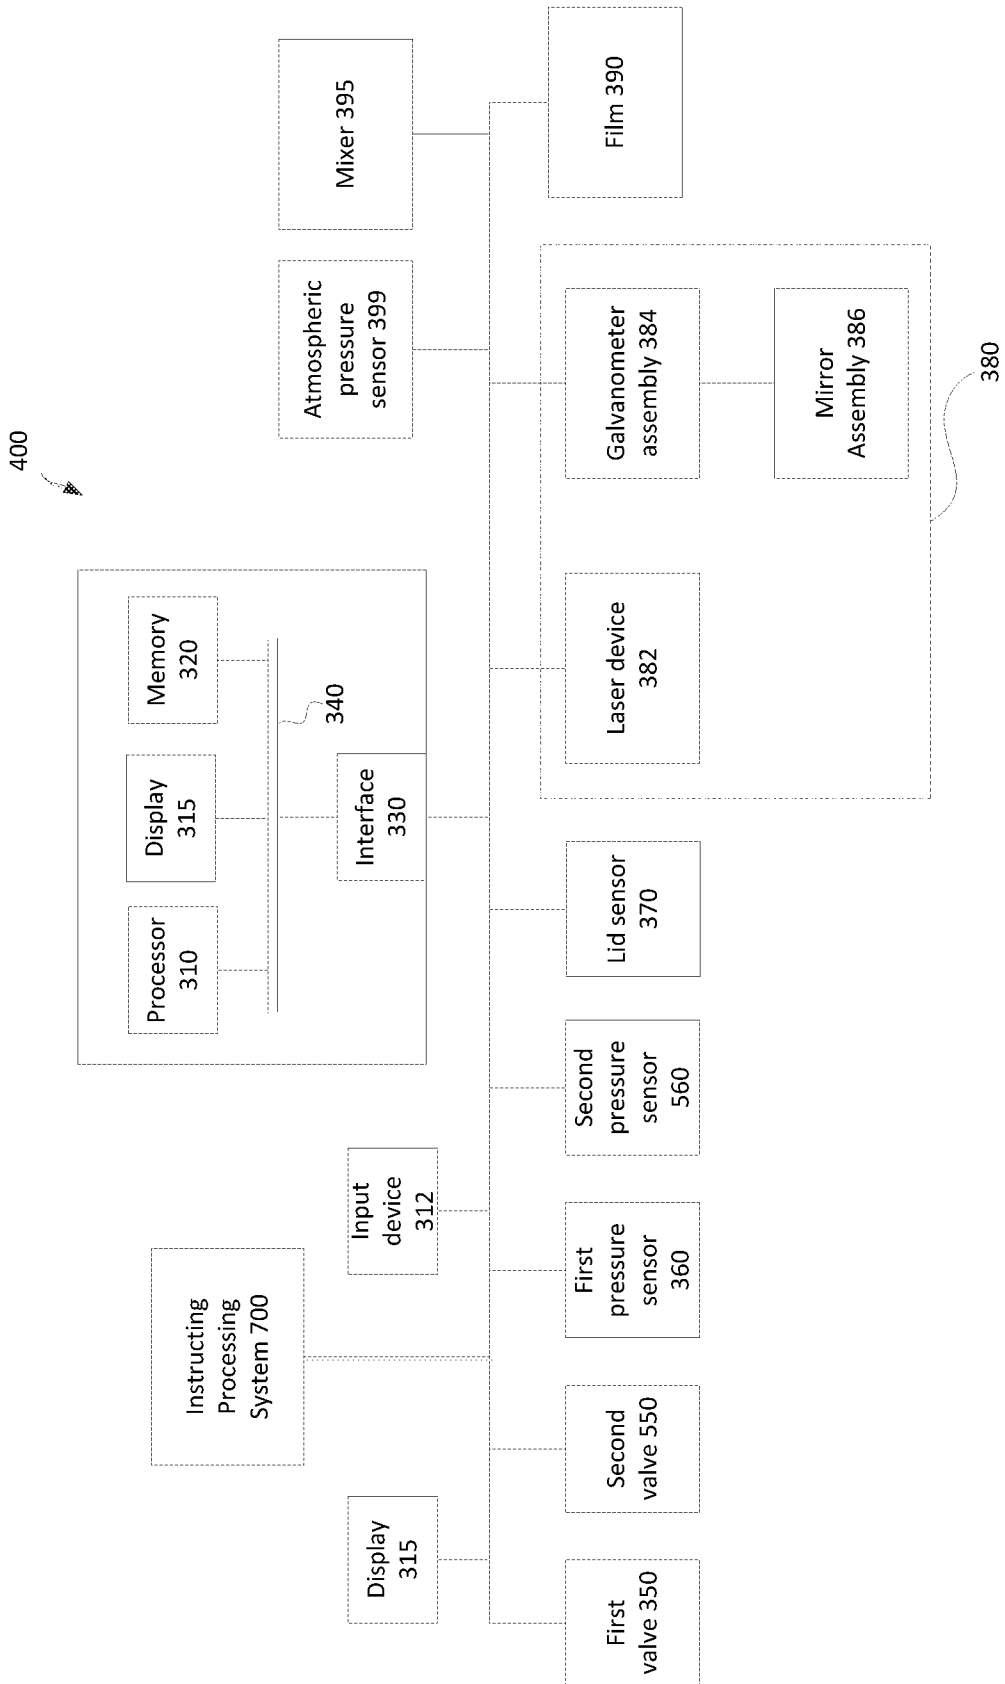 400
Processor
310
Display
315
Memory
320
340
Interface
330
Display
315
Instructing
Processing
System 700
Input
device
312
Atmospheric
pressure
sensor 399
Mixer 395
First
valve 350
Second
valve 550
First
pressure
sensor
360
Second
pressure
sensor
560
Lid sensor
370
Laser device
382
Galvanometer
assembly 384
Mirror
Assembly 386
380
Film 390